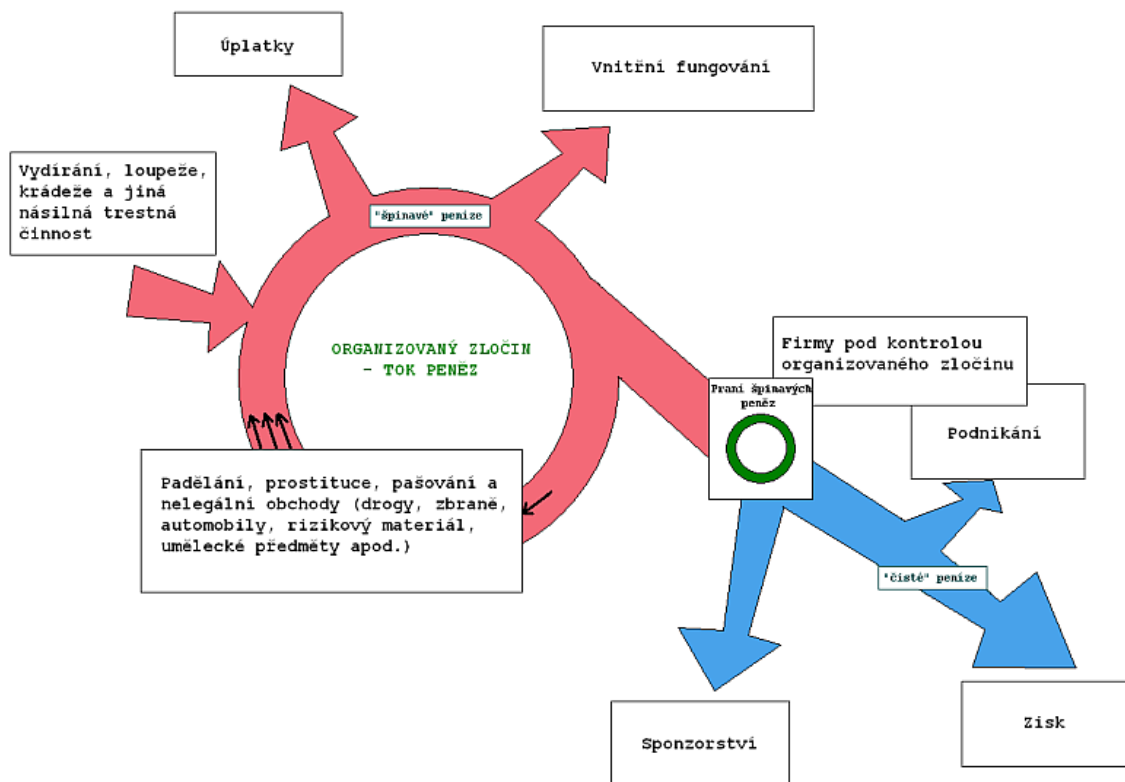 Úplatky
Vnitřní fungování
Vydírání, loupeže,
krádeže a jiná
násilná trestná
činnost
"špinavé" peníze
ORGANIZOVANÝ ZLOČIN
- TOK PENĚZ
Firmy pod kontrolou
organizovaného zločinu
Praní špinavých
peněz
Podnikání
Padělání, prostituce, pašování a
nelegální obchody (drogy, zbraně,
automobily, rizikový materiál,
umělecké předměty apod.)
"čisté" peníze
Sponzorství
Zisk